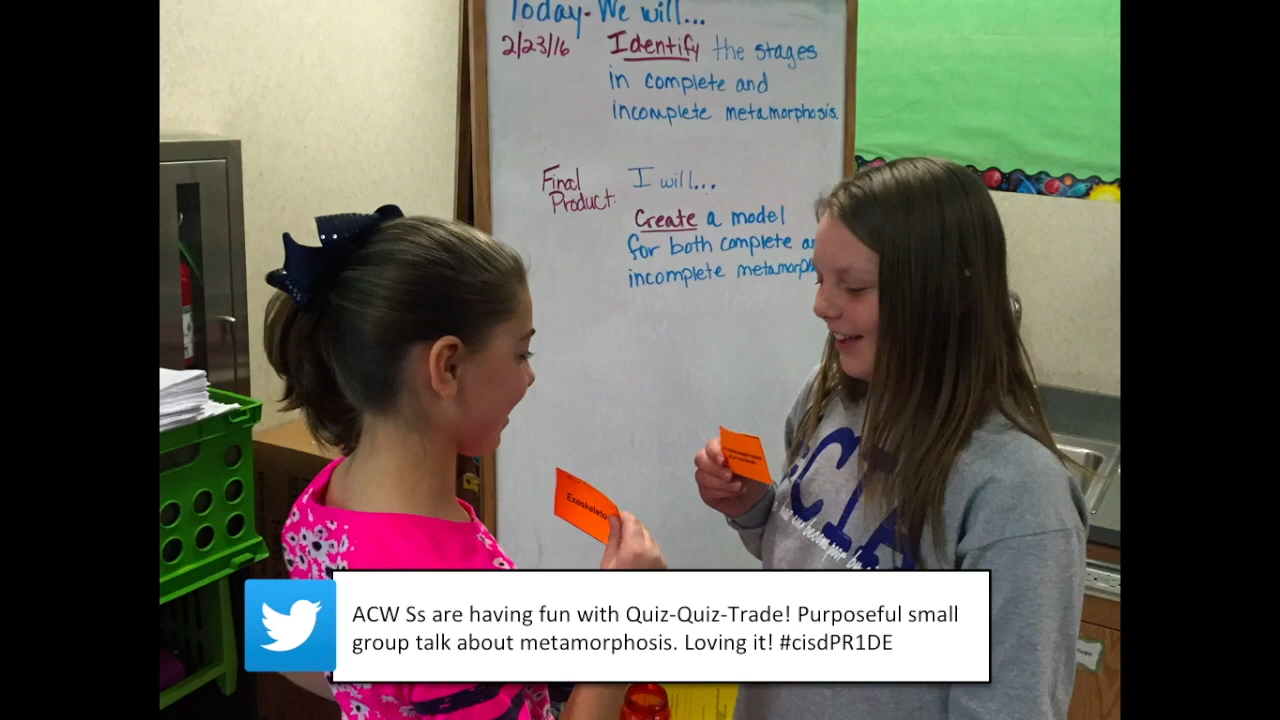 Today- We will...
2/23/16 Identify the stages
in complete and
incomplete metamorphosis.
Final
Product:
I will...
Create a model
for both complete
incomplete
Exoskeleto
ACW Ss are having fun with Quiz-Quiz-Trade! Purposeful small
group talk about metamorphosis. Loving it! #cisdPR1DE